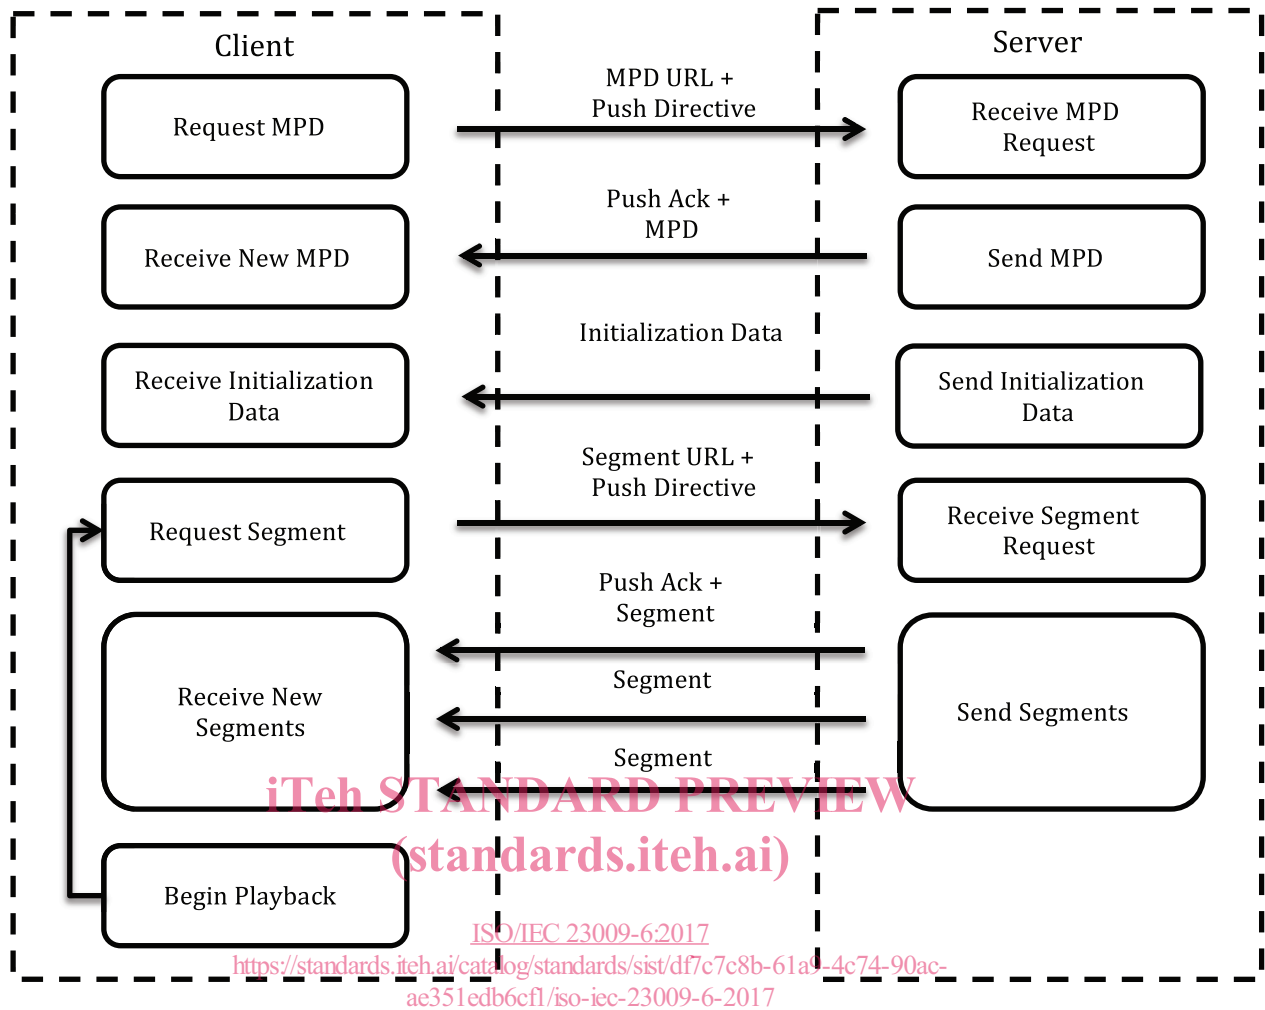 Client
Server
MPD URL +
Push Directive
Request MPD
Receive MPD
Request
Push Ack +
MPD
Receive New MPD
Send MPD
Initialization Data
Receive Initialization
Data
Send Initialization
Data
Segment URL +
Push Directive
Request Segment
Receive Segment
Request
Push Ack +
Segment
Segment
Segment
Receive New
Segments
Send Segments
iTeh STANDARD PREVIEW
(standards.iteh.ai)
Begin Playback
ISO/IEC 23009-6:2017
https://standards.iteh.ai/catalog/standards/sist/df7c7c8b-61a9-4c74-90ac-
ae351edb6cf1/iso-iec-23009-6-2017